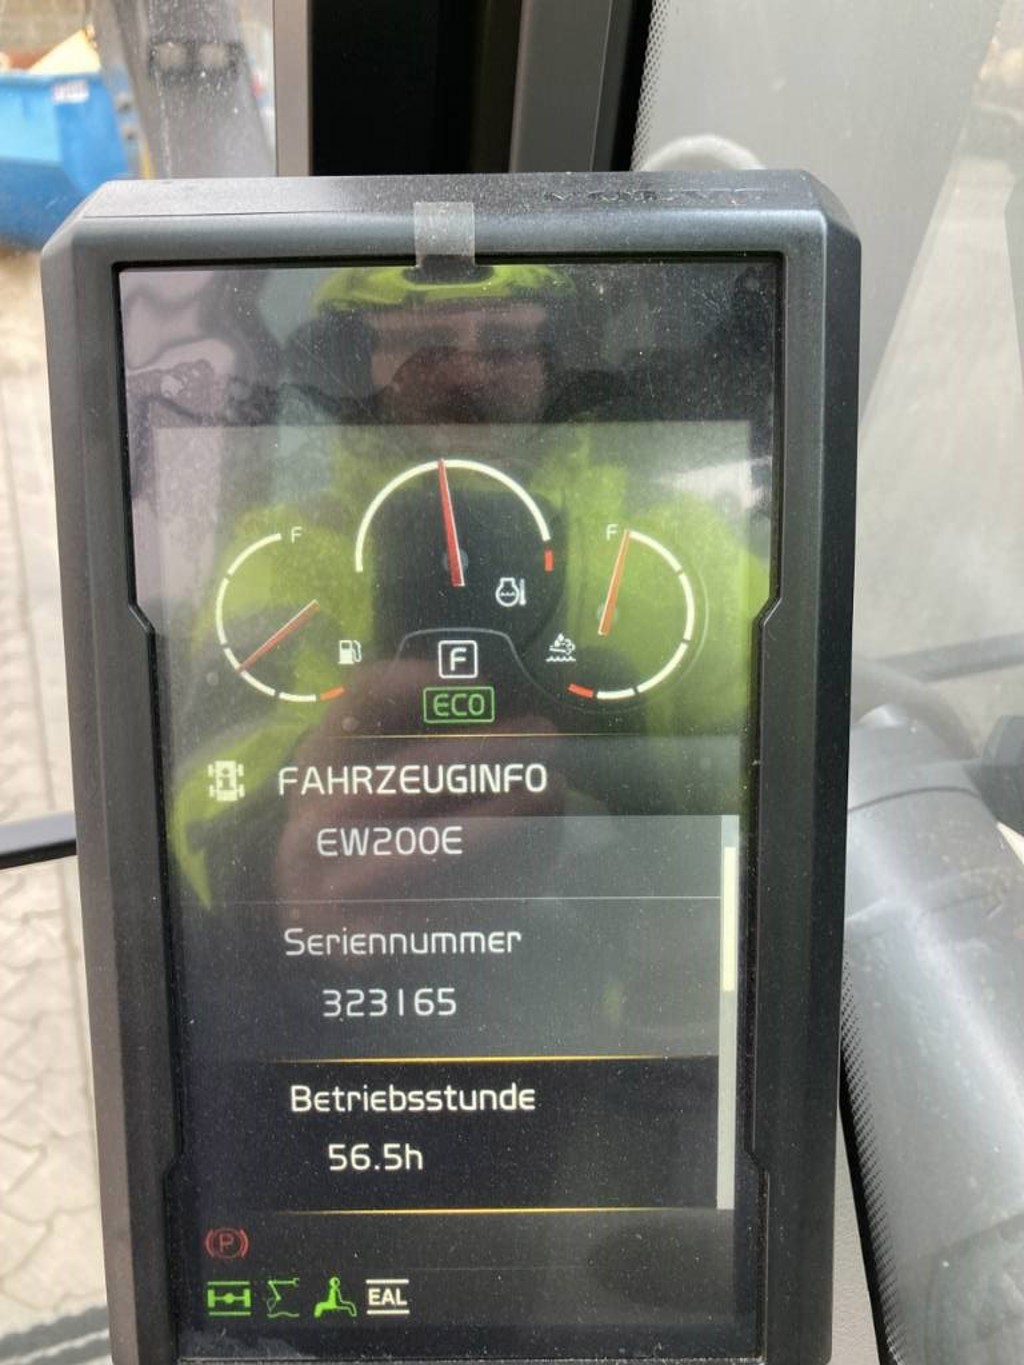 F
F
F
ECO
FAHRZEUGINFO
EW200E
Seriennummer
323165
Betriebsstunde
56.5h
P
EAL